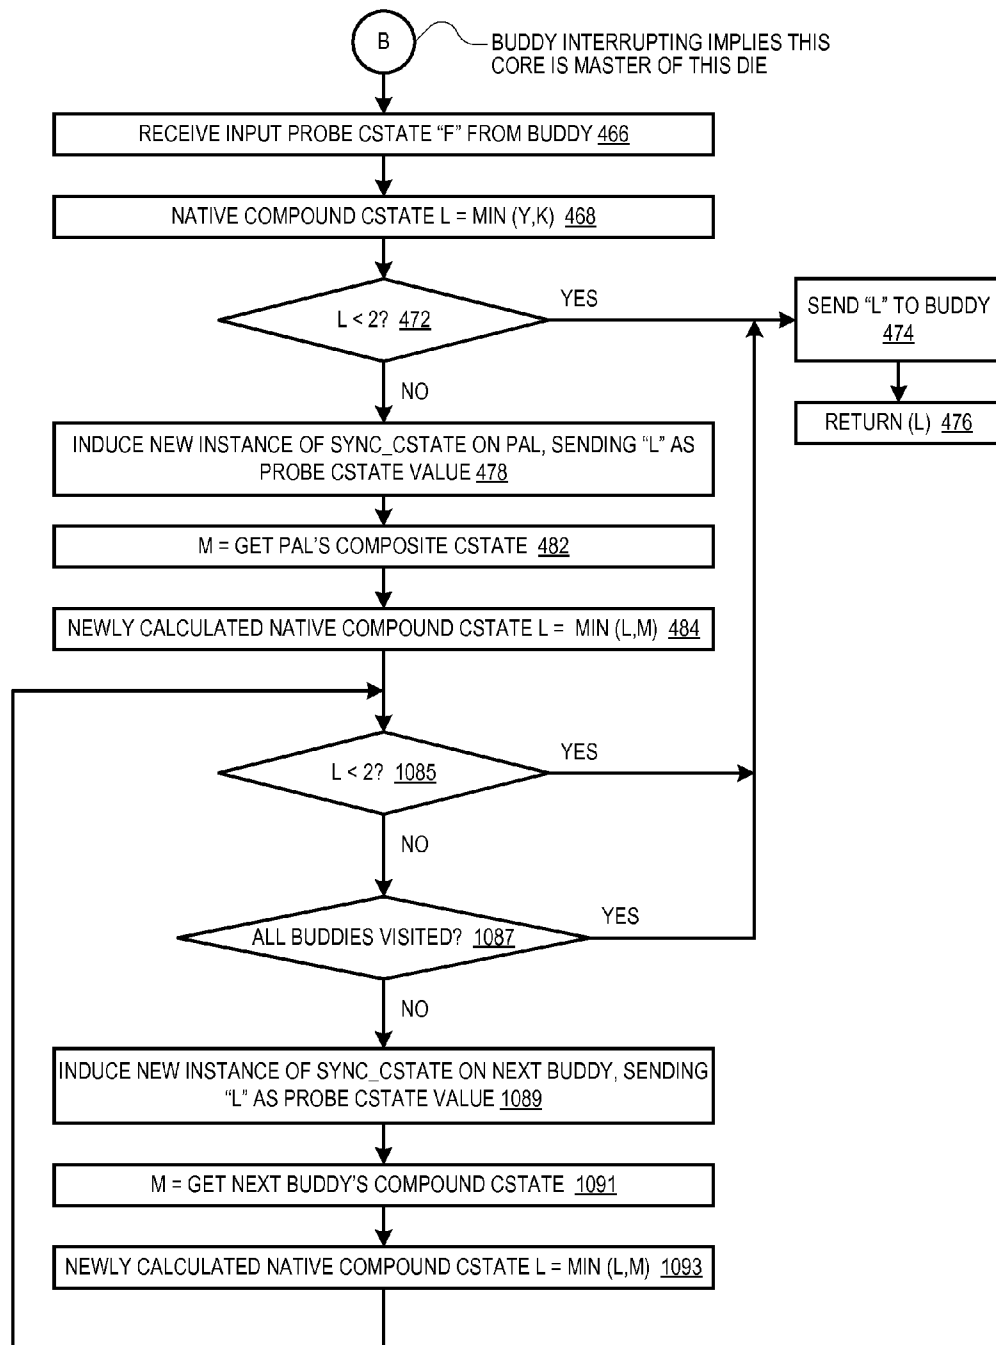 B
BUDDY INTERRUPTING IMPLIES THIS
CORE IS MASTER OF THIS DIE
RECEIVE INPUT PROBE CSTATE “F” FROM BUDDY 466
NATIVE COMPOUND CSTATE L = MIN (Y,K) 468
L < 2? 472
YES
SEND “L” TO BUDDY
474
RETURN (L) 476
NO
INDUCE NEW INSTANCE OF SYNC_CSTATE ON PAL, SENDING “L” AS
PROBE CSTATE VALUE 478
M = GET PAL'S COMPOSITE CSTATE 482
NEWLY CALCULATED NATIVE COMPOUND CSTATE L = MIN (L,M) 484
L < 2? 1085
YES
NO
ALL BUDDIES VISITED? 1087
YES
NO
INDUCE NEW INSTANCE OF SYNC_CSTATE ON NEXT BUDDY, SENDING
“L” AS PROBE CSTATE VALUE 1089
M = GET NEXT BUDDY'S COMPOUND CSTATE 1091
NEWLY CALCULATED NATIVE COMPOUND CSTATE L = MIN (L,M) 1093